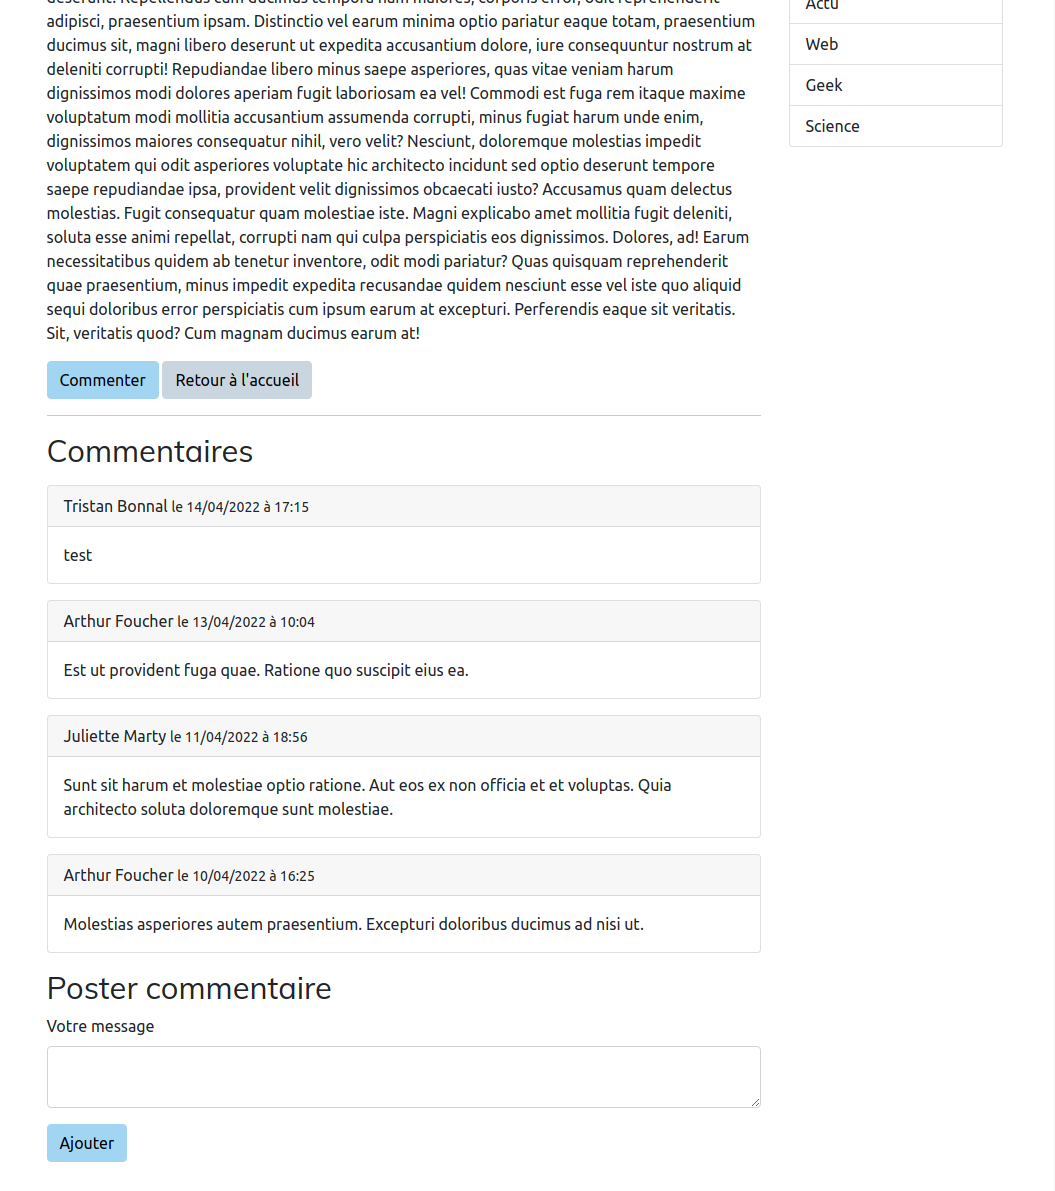 adipisci, praesentium ipsam. Distinctio vel earum minima optio pariatur eaque totam, praesentium
ducimus sit, magni libero deserunt ut expedita accusantium dolore, iure consequuntur nostrum at
deleniti corrupti! Repudiandae libero minus saepe asperiores, quas vitae veniam harum
dignissimos modi dolores aperiam fugit laboriosam ea vel! Commodi est fuga rem itaque maxime
voluptatum modi mollitia accusantium assumenda corrupti, minus fugiat harum unde enim,
dignissimos maiores consequatur nihil, vero velit? Nesciunt, doloremque molestias impedit
voluptatem qui odit asperiores voluptate hic architecto incidunt sed optio deserunt tempore
saepe repudiandae ipsa, provident velit dignissimos obcaecati iusto? Accusamus quam delectus
molestias. Fugit consequatur quam molestiae iste. Magni explicabo amet mollitia fugit deleniti,
soluta esse animi repellat, corrupti nam qui culpa perspiciatis eos dignissimos. Dolores, ad! Earum
necessitatibus quidem ab tenetur inventore, odit modi pariatur? Quas quisquam reprehenderit
quae praesentium, minus impedit expedita recusandae quidem nesciunt esse vel iste quo aliquid
sequi doloribus error perspiciatis cum ipsum earum at excepturi. Perferendis eaque sit veritatis.
Sit, veritatis quod? Cum magnam ducimus earum at!
Commenter
Retour à l'accueil
Commentaires
Tristan Bonnal le 14/04/2022 à 17:15
test
Arthur Foucher le 13/04/2022 à 10:04
Est ut provident fuga quae. Ratione quo suscipit eius ea.
Juliette Marty le 11/04/2022 à 18:56
Sunt sit harum et molestiae optio ratione. Aut eos ex non officia et et voluptas. Quia
architecto soluta doloremque sunt molestiae.
Arthur Foucher le 10/04/2022 à 16:25
Molestias asperiores autem praesentium. Excepturi doloribus ducimus ad nisi ut.
Poster commentaire
Votre message
Ajouter
Actu
Web
Geek
Science